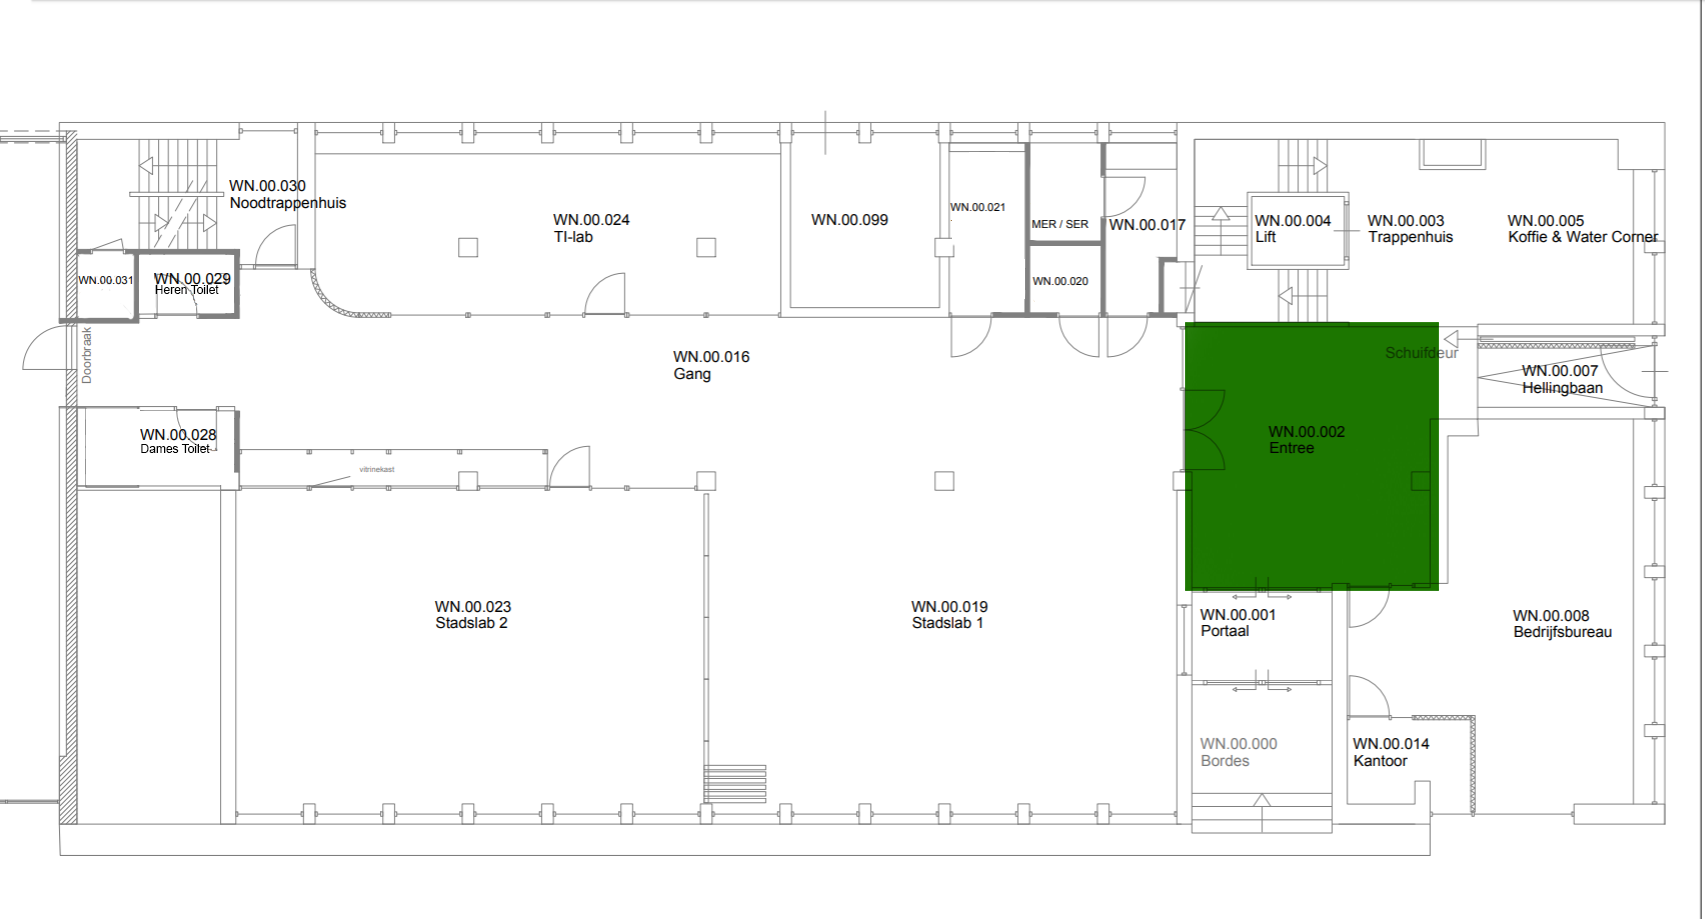 WN.00.030
Noodtrappenhuis
WN.00.024
TI-lab
WN.00.099
WN.00.021
MER / SER
WN.00.017
WN.00.004
Lift
WN.00.003
Trappenhuis
WN.00.005
Koffie & Water Corner
WN.00.031
WN.00.029
Heren Toilet
WN.00.020
Doorbraak
WN.00.016
Gang
Schuifdeur
WN.00.007
Hellingbaan
WN.00.028
Dames Toilet
vitrinekast
WN.00.002
Entree
WN.00.023
Stadslab 2
WN.00.019
Stadslab 1
WN.00.001
Portaal
WN.00.008
Bedrijfsbureau
WN.00.000
Bordes
WN.00.014
Kantoor